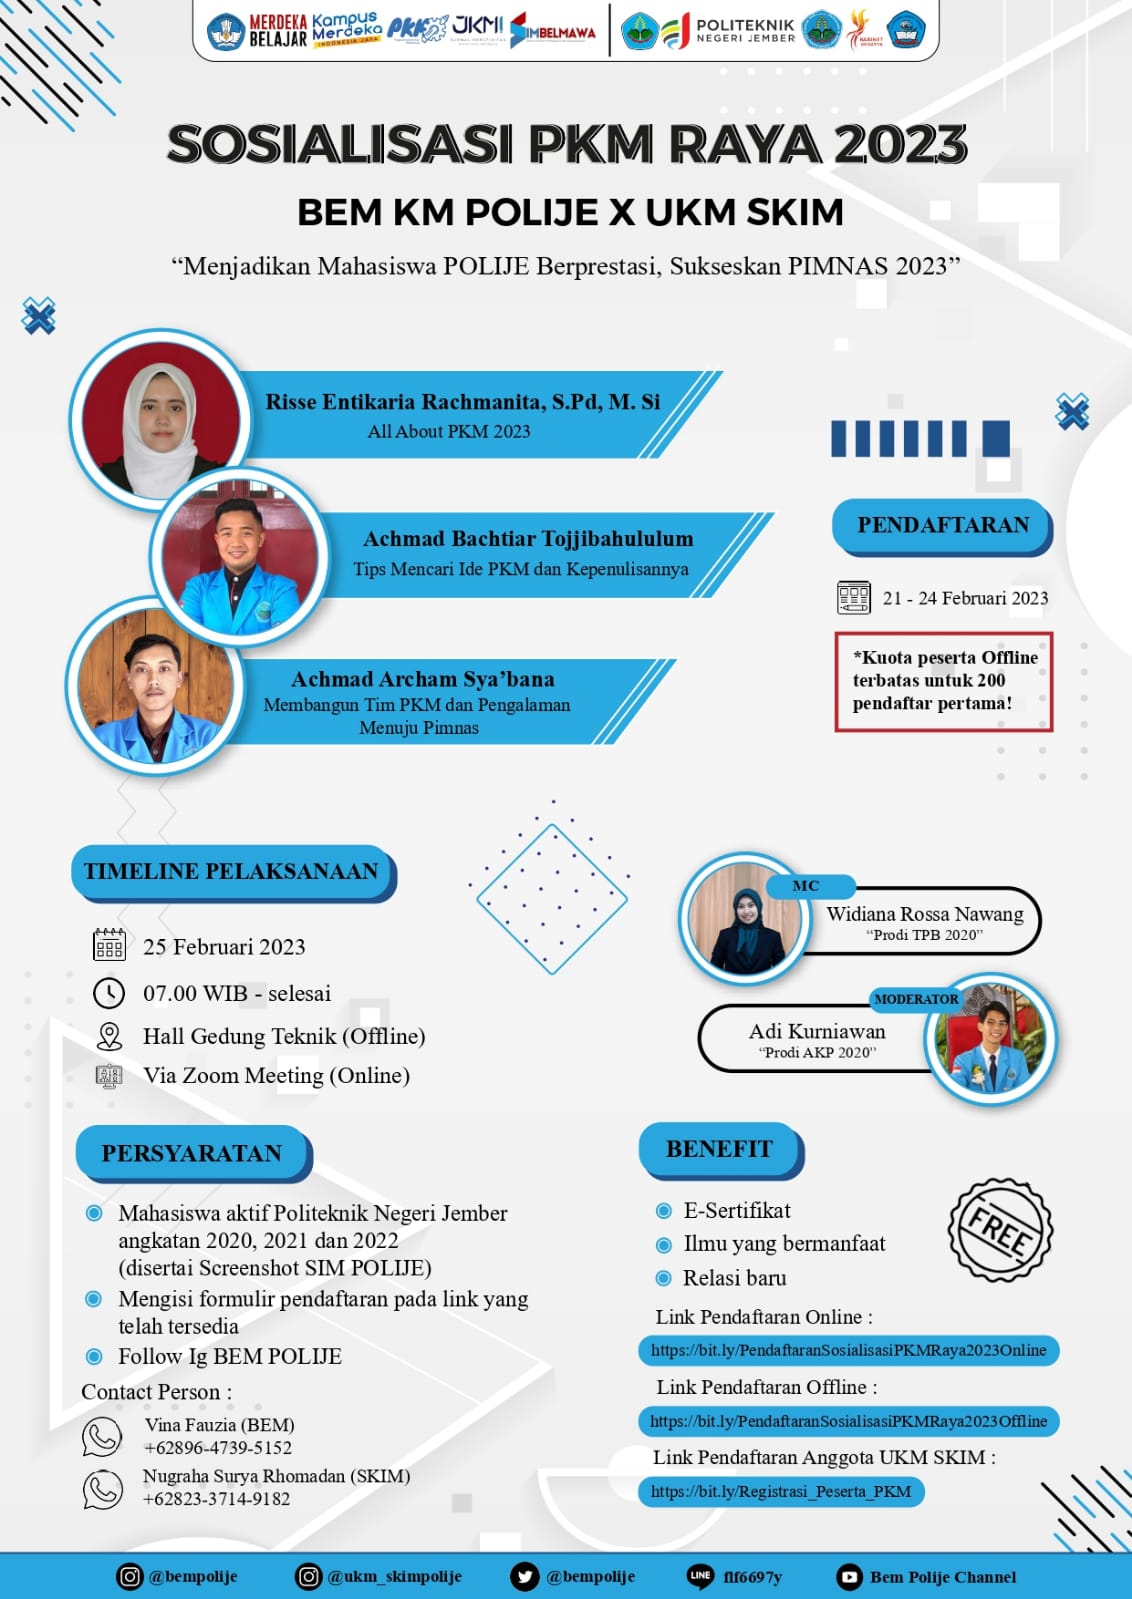 MERDEKA
BELAJAR
Kampus
Merdeka
INDONESIA JAYA
JKMI
SIMBELMAWA
POLITEKNIK
NEGERI JEMBER
SOSIALISASI PKM RAYA 2023
BEM KM POLIJE X UKM SKIM
“Menjadikan Mahasiswa POLIJE Berprestasi, Sukseskan PIMNAS 2023”
Risse Entikaria Rachmanita, S.Pd, M. Si
All About PKM 2023
Achmad Bachtiar Tojjibahululum
Tips Mencari Ide PKM dan Kepenulisannya
Achmad Archam Sya’bana
Membangun Tim PKM dan Pengalaman
Menuju Pimnas
PENDAFTARAN
21 - 24 Februari 2023
*Kuota peserta Offline
terbatas untuk 200
pendaftar pertama!
TIMELINE PELAKSANAAN
25 Februari 2023
07.00 WIB - selesai
Hall Gedung Teknik (Offline)
Via Zoom Meeting (Online)
MC
Widiana Rossa Nawang
“Prodi TPB 2020”
MODERATOR
Adi Kurniawan
“Prodi AKP 2020”
PERSYARATAN
Mahasiswa aktif Politeknik Negeri Jember
angkatan 2020, 2021 dan 2022
(disertai Screenshot SIM POLIJE)
Mengisi formulir pendaftaran pada link yang
telah tersedia
Follow Ig BEM POLIJE
Contact Person :
Vina Fauzia (BEM)
+62896-4739-5152
Nugraha Surya Rhomadan (SKIM)
+62823-3714-9182
BENEFIT
E-Sertifikat
Ilmu yang bermanfaat
Relasi baru
FREE
Link Pendaftaran Online :
https://bit.ly/PendaftaranSosialisasiPKMRaya2023Online
Link Pendaftaran Offline :
https://bit.ly/PendaftaranSosialisasiPKMRaya2023Offline
Link Pendaftaran Anggota UKM SKIM :
https://bit.ly/Registrasi_Peserta_PKM
@bempolije
@ukm_skimpolije
@bempolije
LINE
flf6697y
Bem Polije Channel